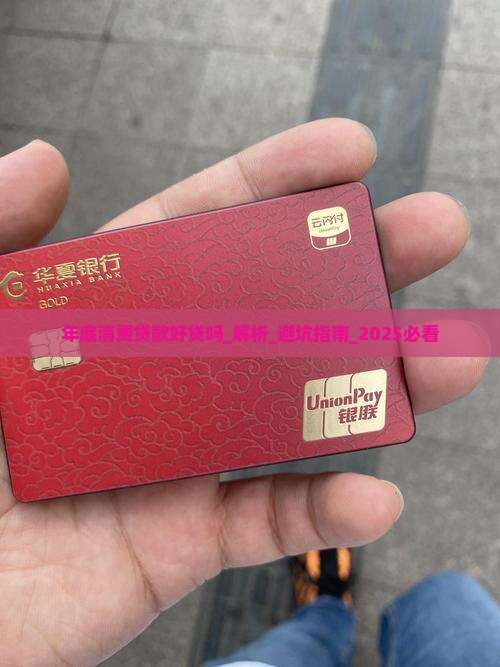 云闪付
UnionPay
华夏银行
HUAXIA BANK
GOLD
年底消费贷款好贷吗_解析_避坑指南_2025必看
UnionPay
银联